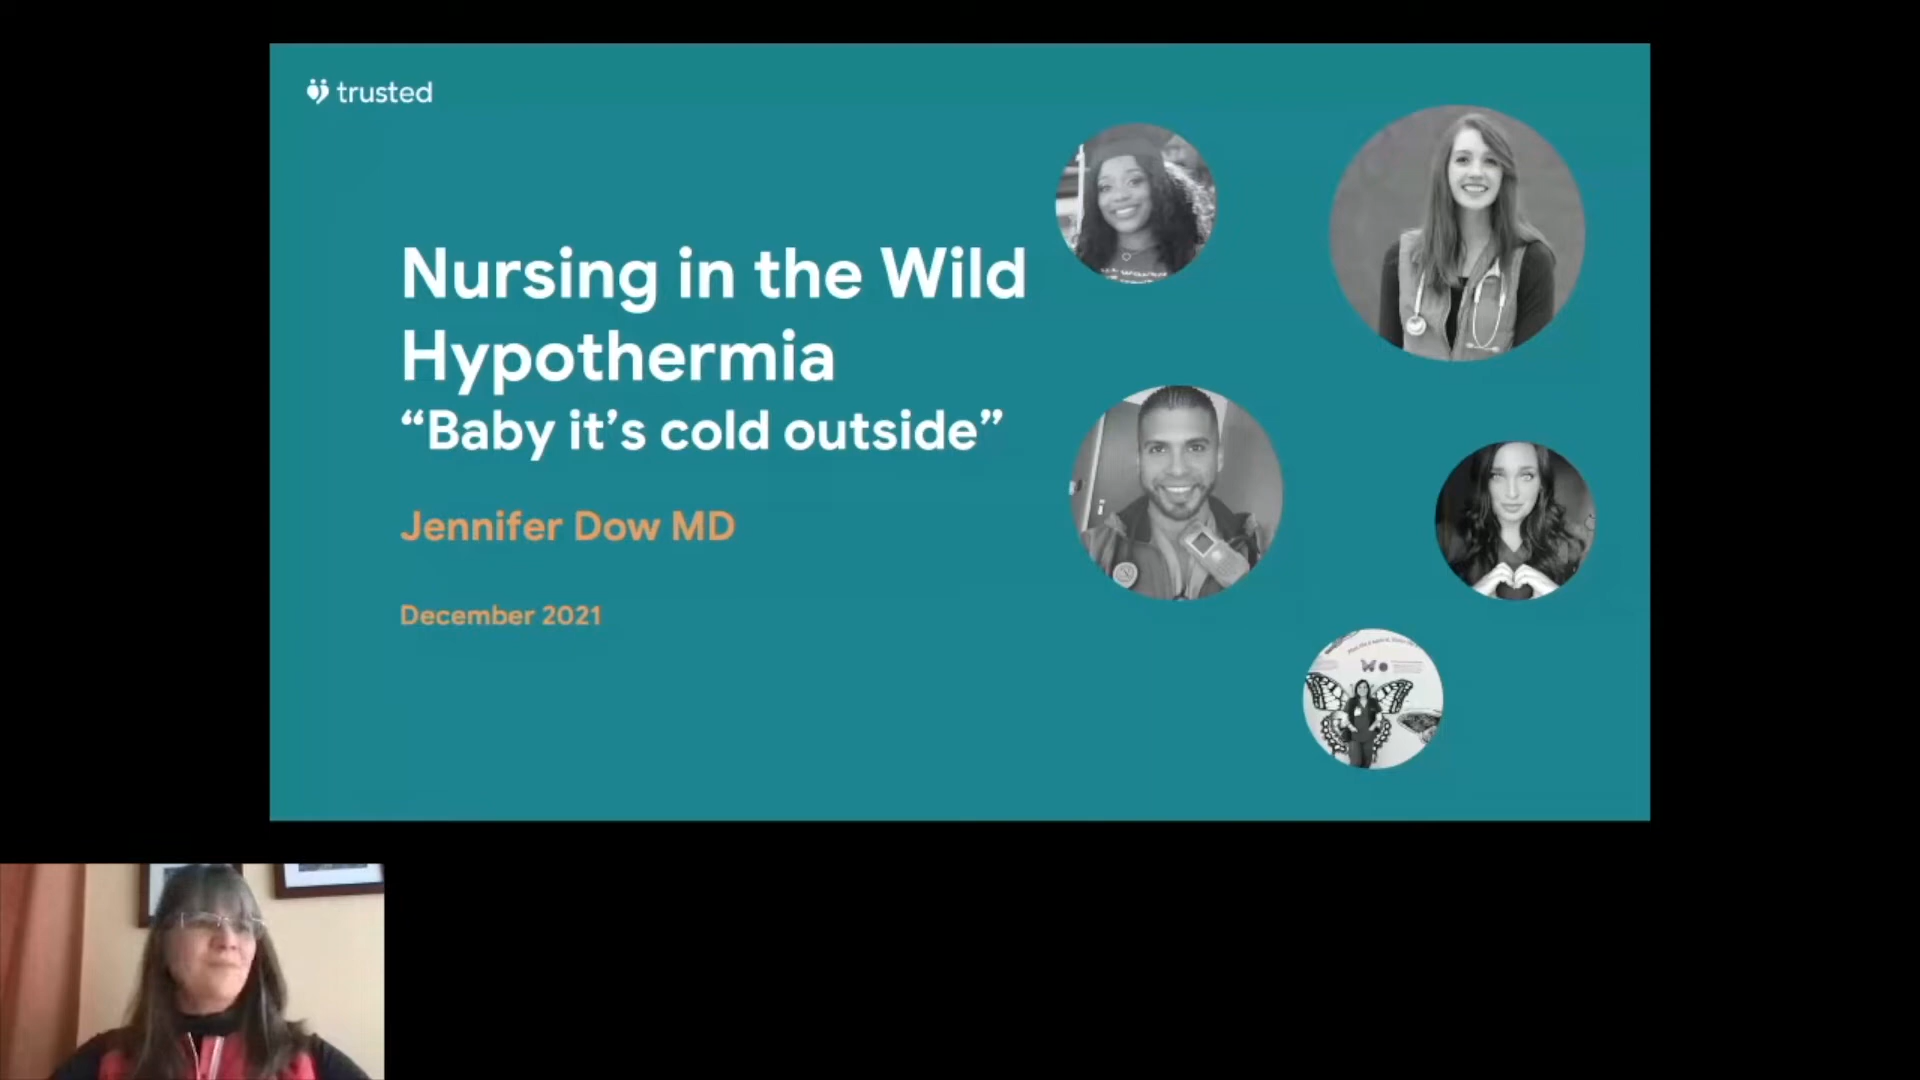 trusted
Nursing in the Wild
Hypothermia
“Baby it’s cold outside”
Jennifer Dow MD
December 2021